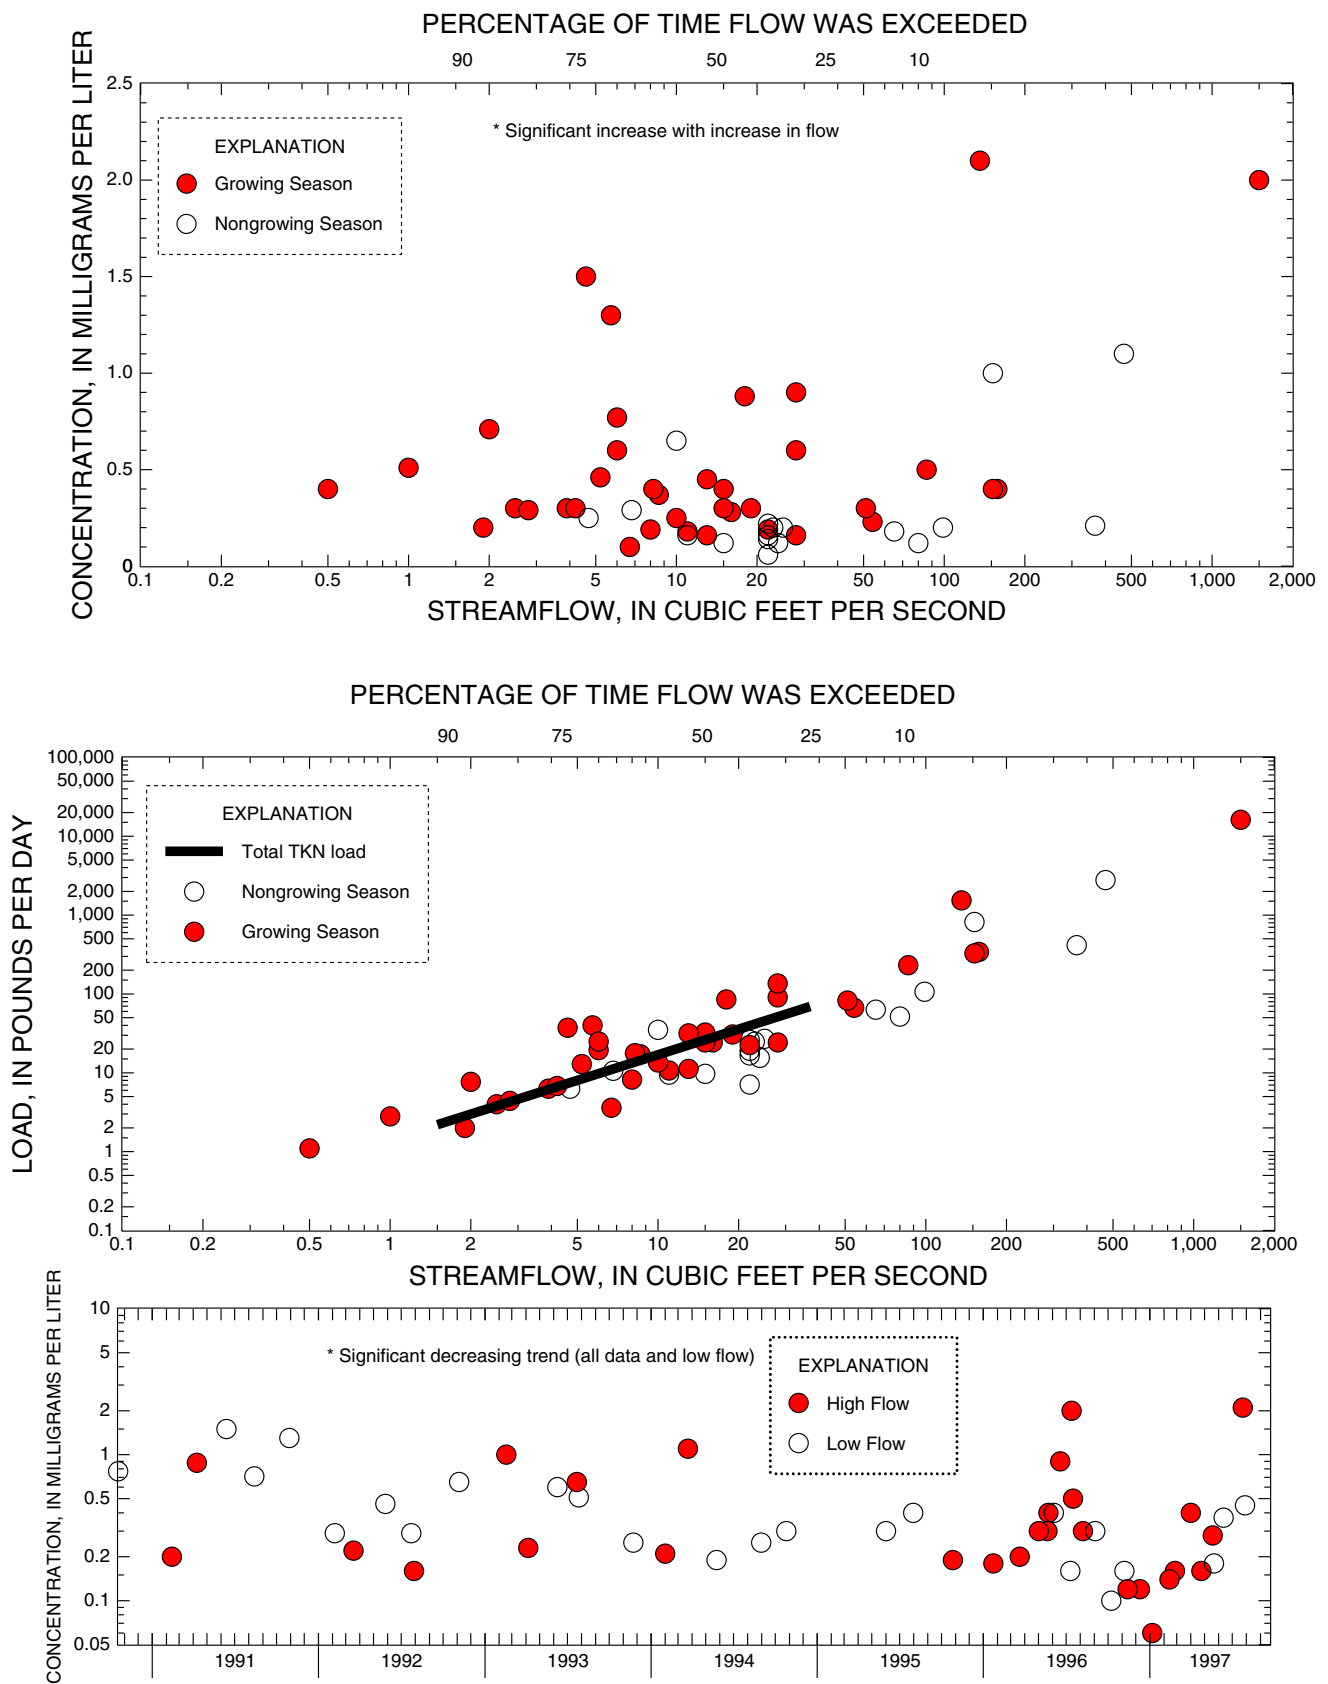 PERCENTAGE OF TIME FLOW WAS EXCEEDED
90 75 50 25 10
CONCENTRATION, IN MILLIGRAMS PER LITER
2.5
2.0
1.5
1.0
0.5
0
* Significant increase with increase in flow
EXPLANATION
Growing Season
Nongrowing Season
0.1 0.2 0.5 1 2 5 10 20 50 100 200 500 1,000 2,000
STREAMFLOW, IN CUBIC FEET PER SECOND
PERCENTAGE OF TIME FLOW WAS EXCEEDED
90 75 50 25 10
LOAD, IN POUNDS PER DAY
100,000
50,000
20,000
10,000
5,000
2,000
1,000
500
200
100
50
20
10
5
2
1
0.5
0.2
0.1
EXPLANATION
Total TKN load
Nongrowing Season
Growing Season
0.1 0.2 0.5 1 2 5 10 20 50 100 200 500 1,000 2,000
STREAMFLOW, IN CUBIC FEET PER SECOND
CONCENTRATION, IN MILLIGRAMS PER LITER
10
5
2
1
0.5
0.2
0.1
0.05
* Significant decreasing trend (all data and low flow)
EXPLANATION
High Flow
Low Flow
1991 1992 1993 1994 1995 1996 1997